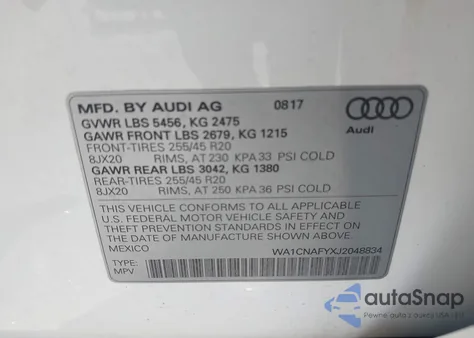 MFD. BY AUDI AG 08 17
GVWR LBS 5456, KG 2475
GAWR FRONT LBS 2679, KG 1215
FRONT-TIRES 255/45 R20
8JX20 RIMS, AT 230 KPA 33 PSI COLD
GAWR REAR LBS 3042, KG 1380
REAR-TIRES 255/45 R20
8JX20 RIMS, AT 250 KPA 36 PSI COLD
Audi
THIS VEHICLE CONFORMS TO ALL APPLICABLE
U.S. FEDERAL MOTOR VEHICLE SAFETY AND
THEFT PREVENTION STANDARDS IN EFFECT ON
THE DATE OF MANUFACTURE SHOWN ABOVE.
MEXICO WA1CNAFYXJ2048834
TYPE:
MPV
autoSnap